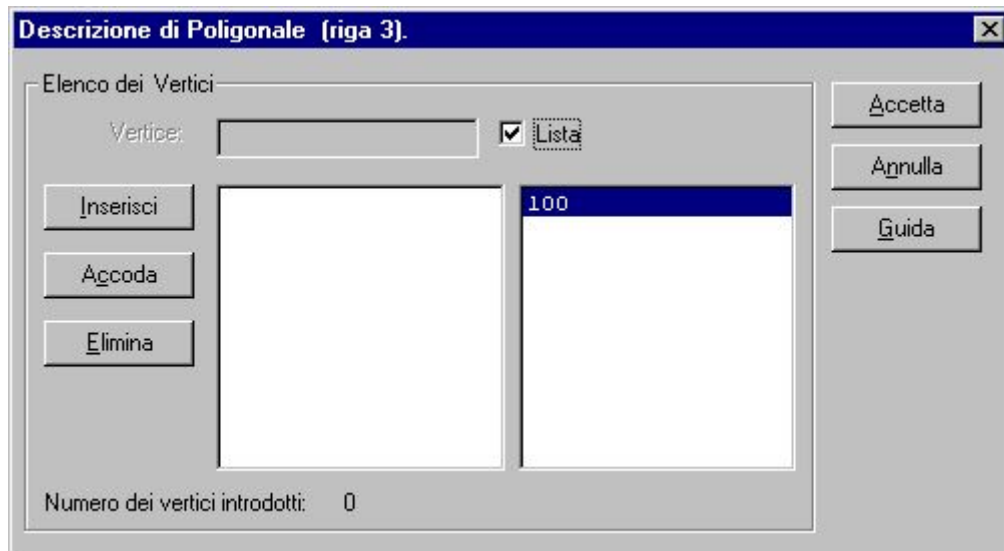 Descrizione di Poligonale (riga 3).
Elenco dei Vertici
Vertice:
Lista
Accetta
Annulla
Guida
Inserisci
Accoda
Elimina
100
Numero dei vertici introdotti: 0